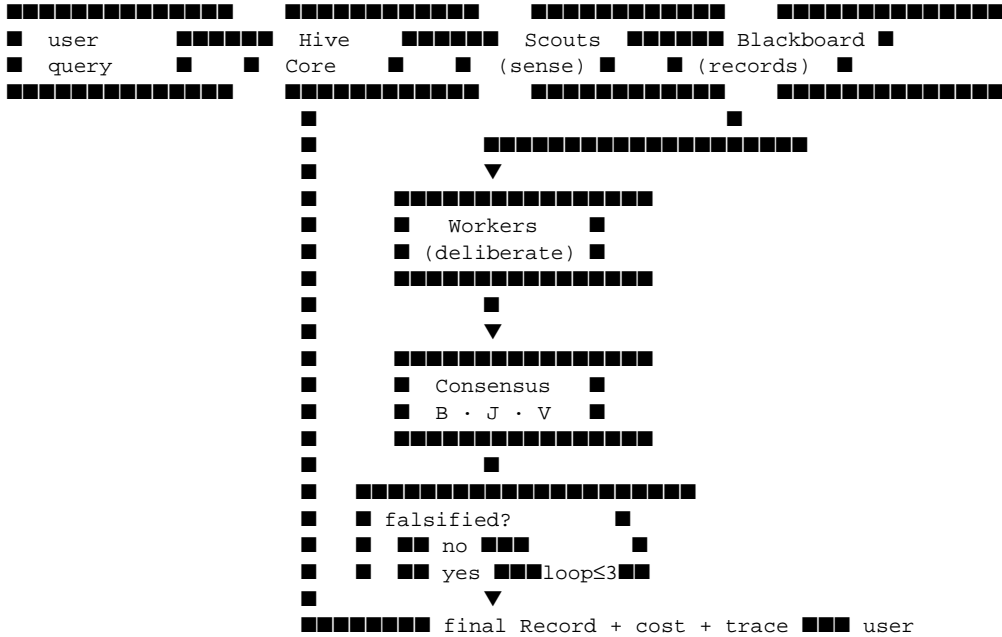 user Hive Scouts Blackboard
query Core (sense) (records)
▼
Workers
(deliberate)
▼
Consensus
B · J · V
falsified?
no
yes loop≤3
▼
final Record + cost + trace user